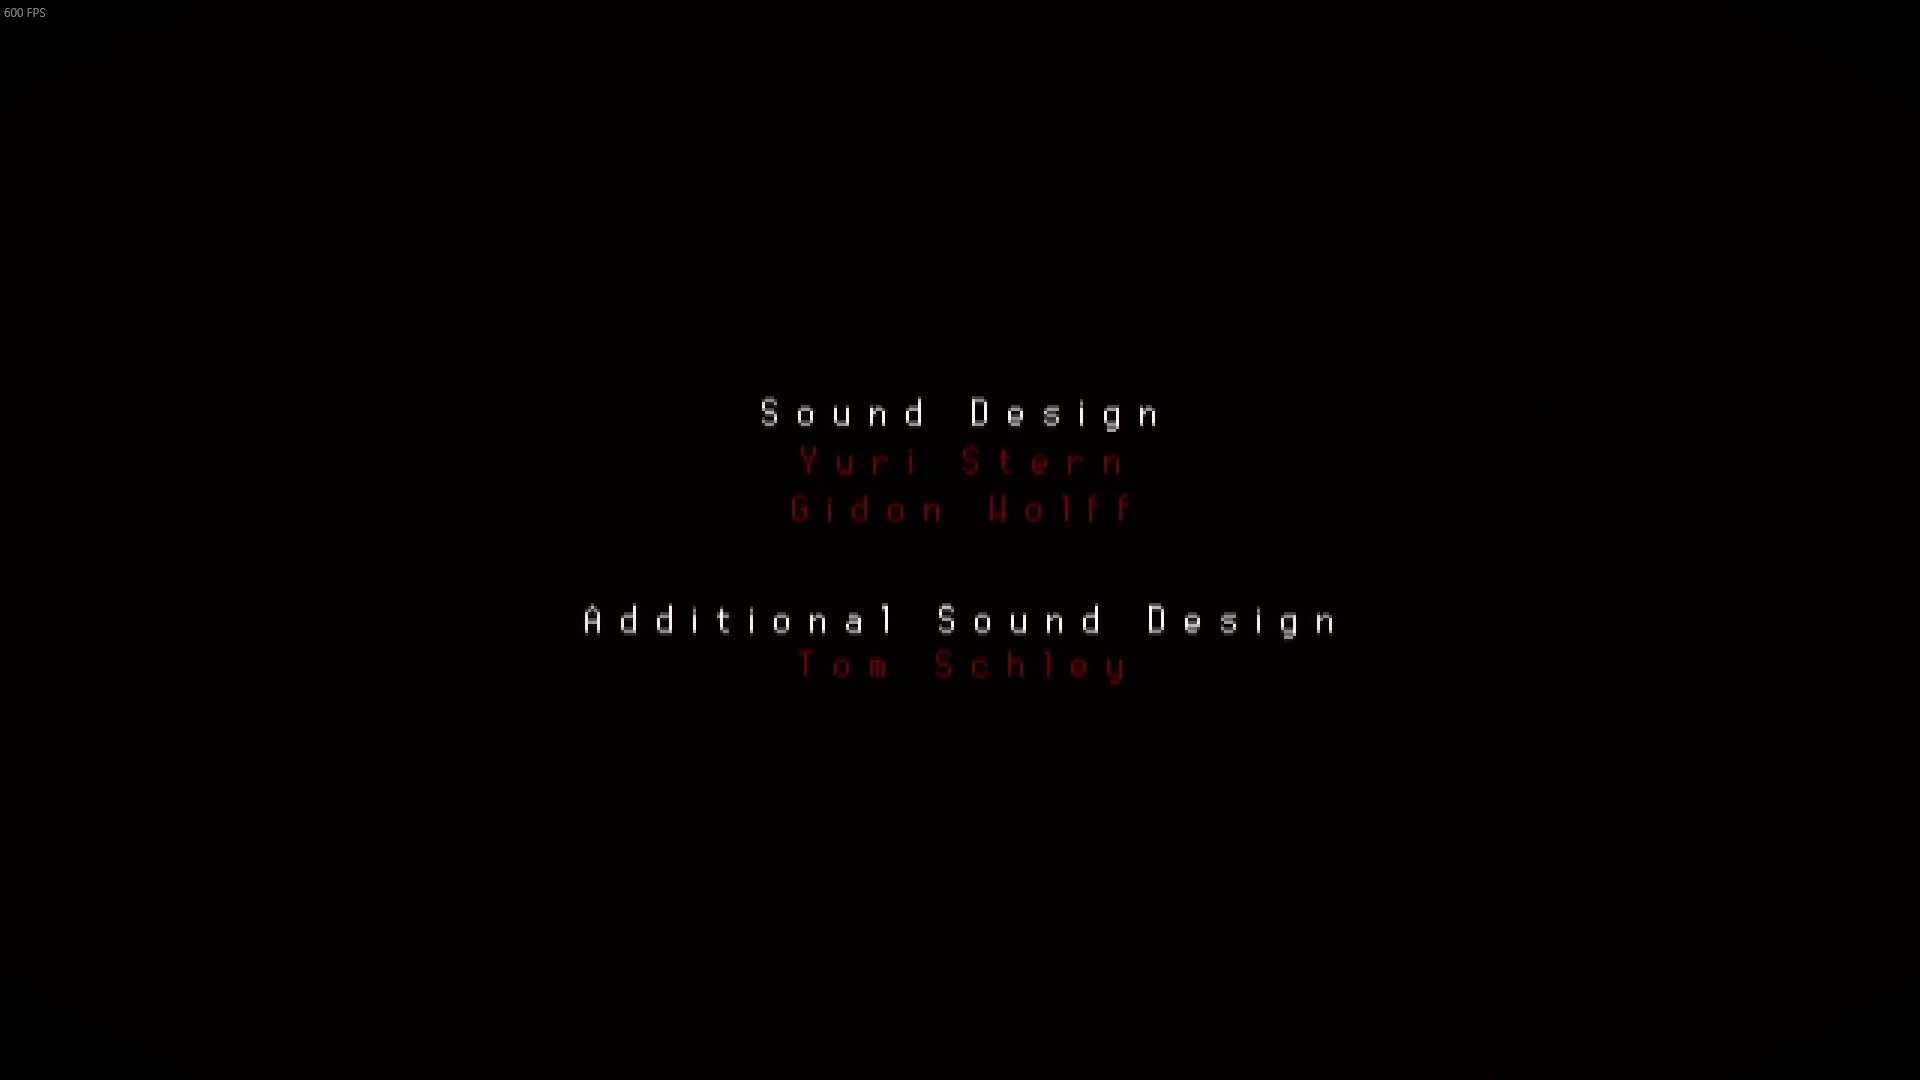 600 FPS
Sound Design
Yuri Stern
Gidon Wolff
Additional Sound Design
Tom Schley